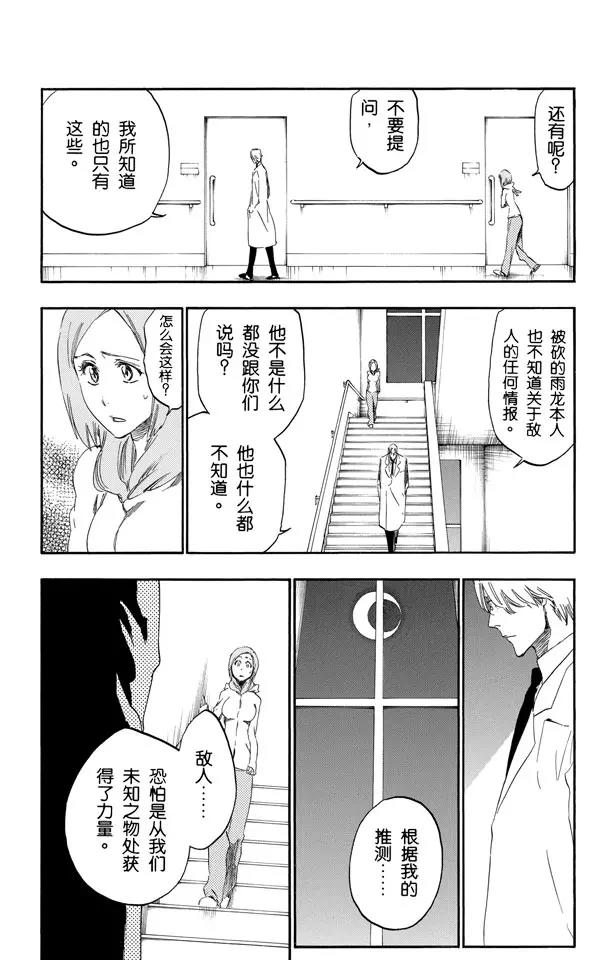 还有呢？
不要提
问，
我所知道
的也只有
这些。
被砍的雨龙本人
也不知道关于敌
人的任何情报。
他不是什么
都没跟你们
说吗？
他也什么都
不知道。
怎么会这样？
根据我的
推测……
敌人……
恐怕是从我们
未知之物处获
得了力量。